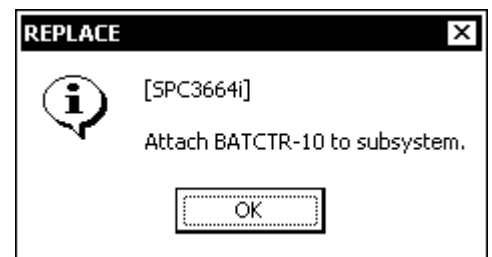 REPLACE
[SPC3664i]
Attach BATCTR-10 to subsystem.
OK